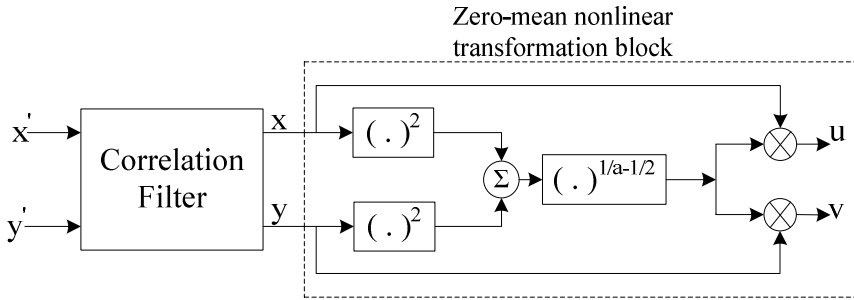 Zero-mean nonlinear
transformation block
x'
y'
Correlation
Filter
x
y
( . )²
( . )²
Σ
( . )^1/a-1/2
u
v